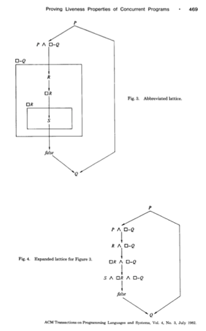 Proving Liveness Properties of Concurrent Programs • 469
P
P ∧ □¬Q
□¬Q
R
□R
□R
S
false
Q
Fig. 3. Abbreviated lattice.
P
P ∧ □¬Q
R ∧ □¬Q
□R ∧ □¬Q
S ∧ □R ∧ □¬Q
false
Q
Fig. 4. Expanded lattice for Figure 3.
ACM Transactions on Programming Languages and Systems, Vol. 4, No. 3, July 1982.